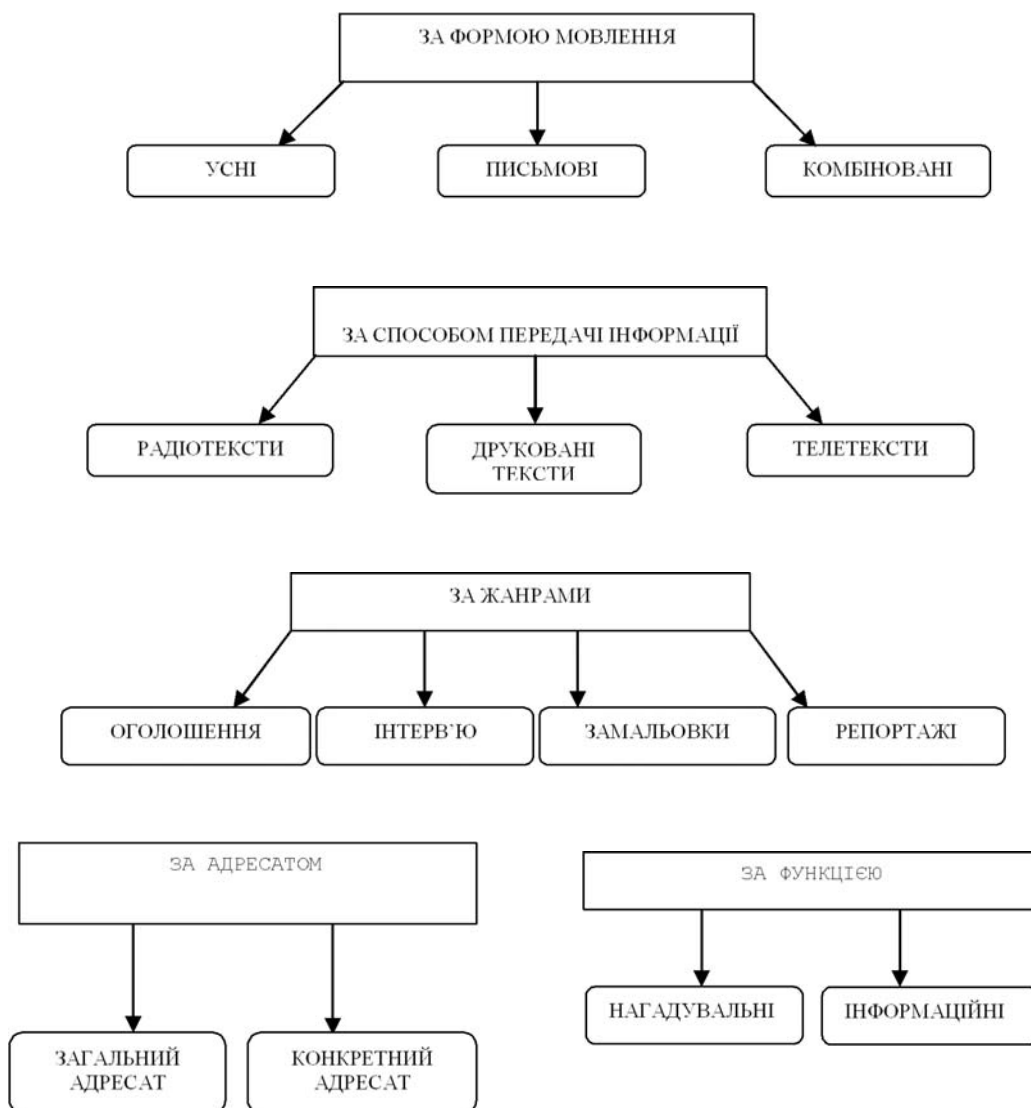 ЗА ФОРМОЮ МОВЛЕННЯ
УСНІ
ПИСЬМОВІ
КОМБІНОВАНІ
ЗА СПОСОБОМ ПЕРЕДАЧІ ІНФОРМАЦІЇ
РАДІОТЕКСТИ
ДРУКОВАНІ
ТЕКСТИ
ТЕЛЕТЕКСТИ
ЗА ЖАНРАМИ
ОГОЛОШЕННЯ
ІНТЕРВ’Ю
ЗАМАЛЬОВКИ
РЕПОРТАЖІ
ЗА АДРЕСАТОМ
ЗАГАЛЬНИЙ
АДРЕСАТ
КОНКРЕТНИЙ
АДРЕСАТ
ЗА ФУНКЦІЄЮ
НАГАДУВАЛЬНІ
ІНФОРМАЦІЙНІ